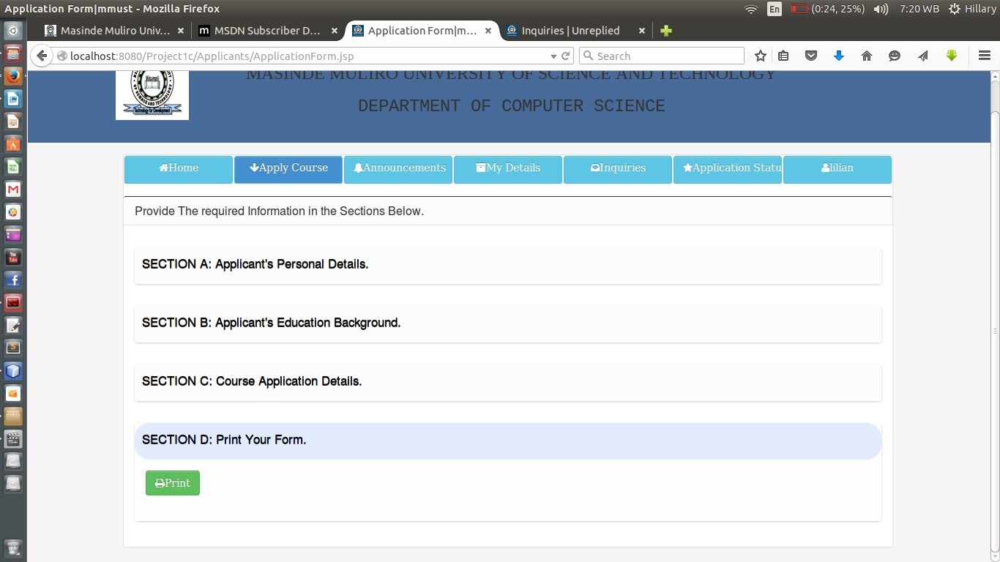 Application Form|mmust - Mozilla Firefox
En
(0:24, 25%)
7:20 WB
Hillary
Masinde Muliro Univ...
MSDN Subscriber D...
Application Form|m...
Inquiries | Unreplied
localhost:8080/Project1c/Applicants/ApplicationForm.jsp
Search
MASINDE MULIRO UNIVERSITY OF SCIENCE AND TECHNOLOGY
DEPARTMENT OF COMPUTER SCIENCE
Technology for Development
Home
Apply Course
Announcements
My Details
Inquiries
Application Statu
lilian
Provide The required Information in the Sections Below.
SECTION A: Applicant's Personal Details.
SECTION B: Applicant's Education Background.
SECTION C: Course Application Details.
SECTION D: Print Your Form.
Print